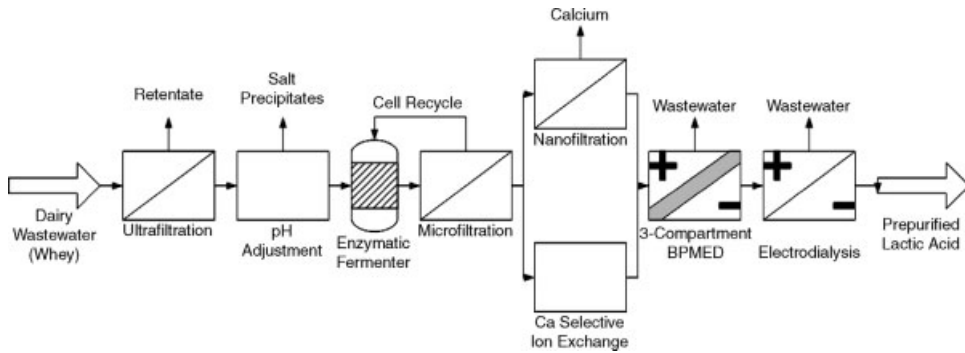 Calcium
Retentate
Salt
Precipitates
Cell Recycle
Nanofiltration
Wastewater
Wastewater
Dairy
Wastewater
(Whey)
Ultrafiltration
pH
Adjustment
Enzymatic
Fermenter
Microfiltration
3-Compartment
BPMED
Electrodialysis
Prepurified
Lactic Acid
Ca Selective
Ion Exchange